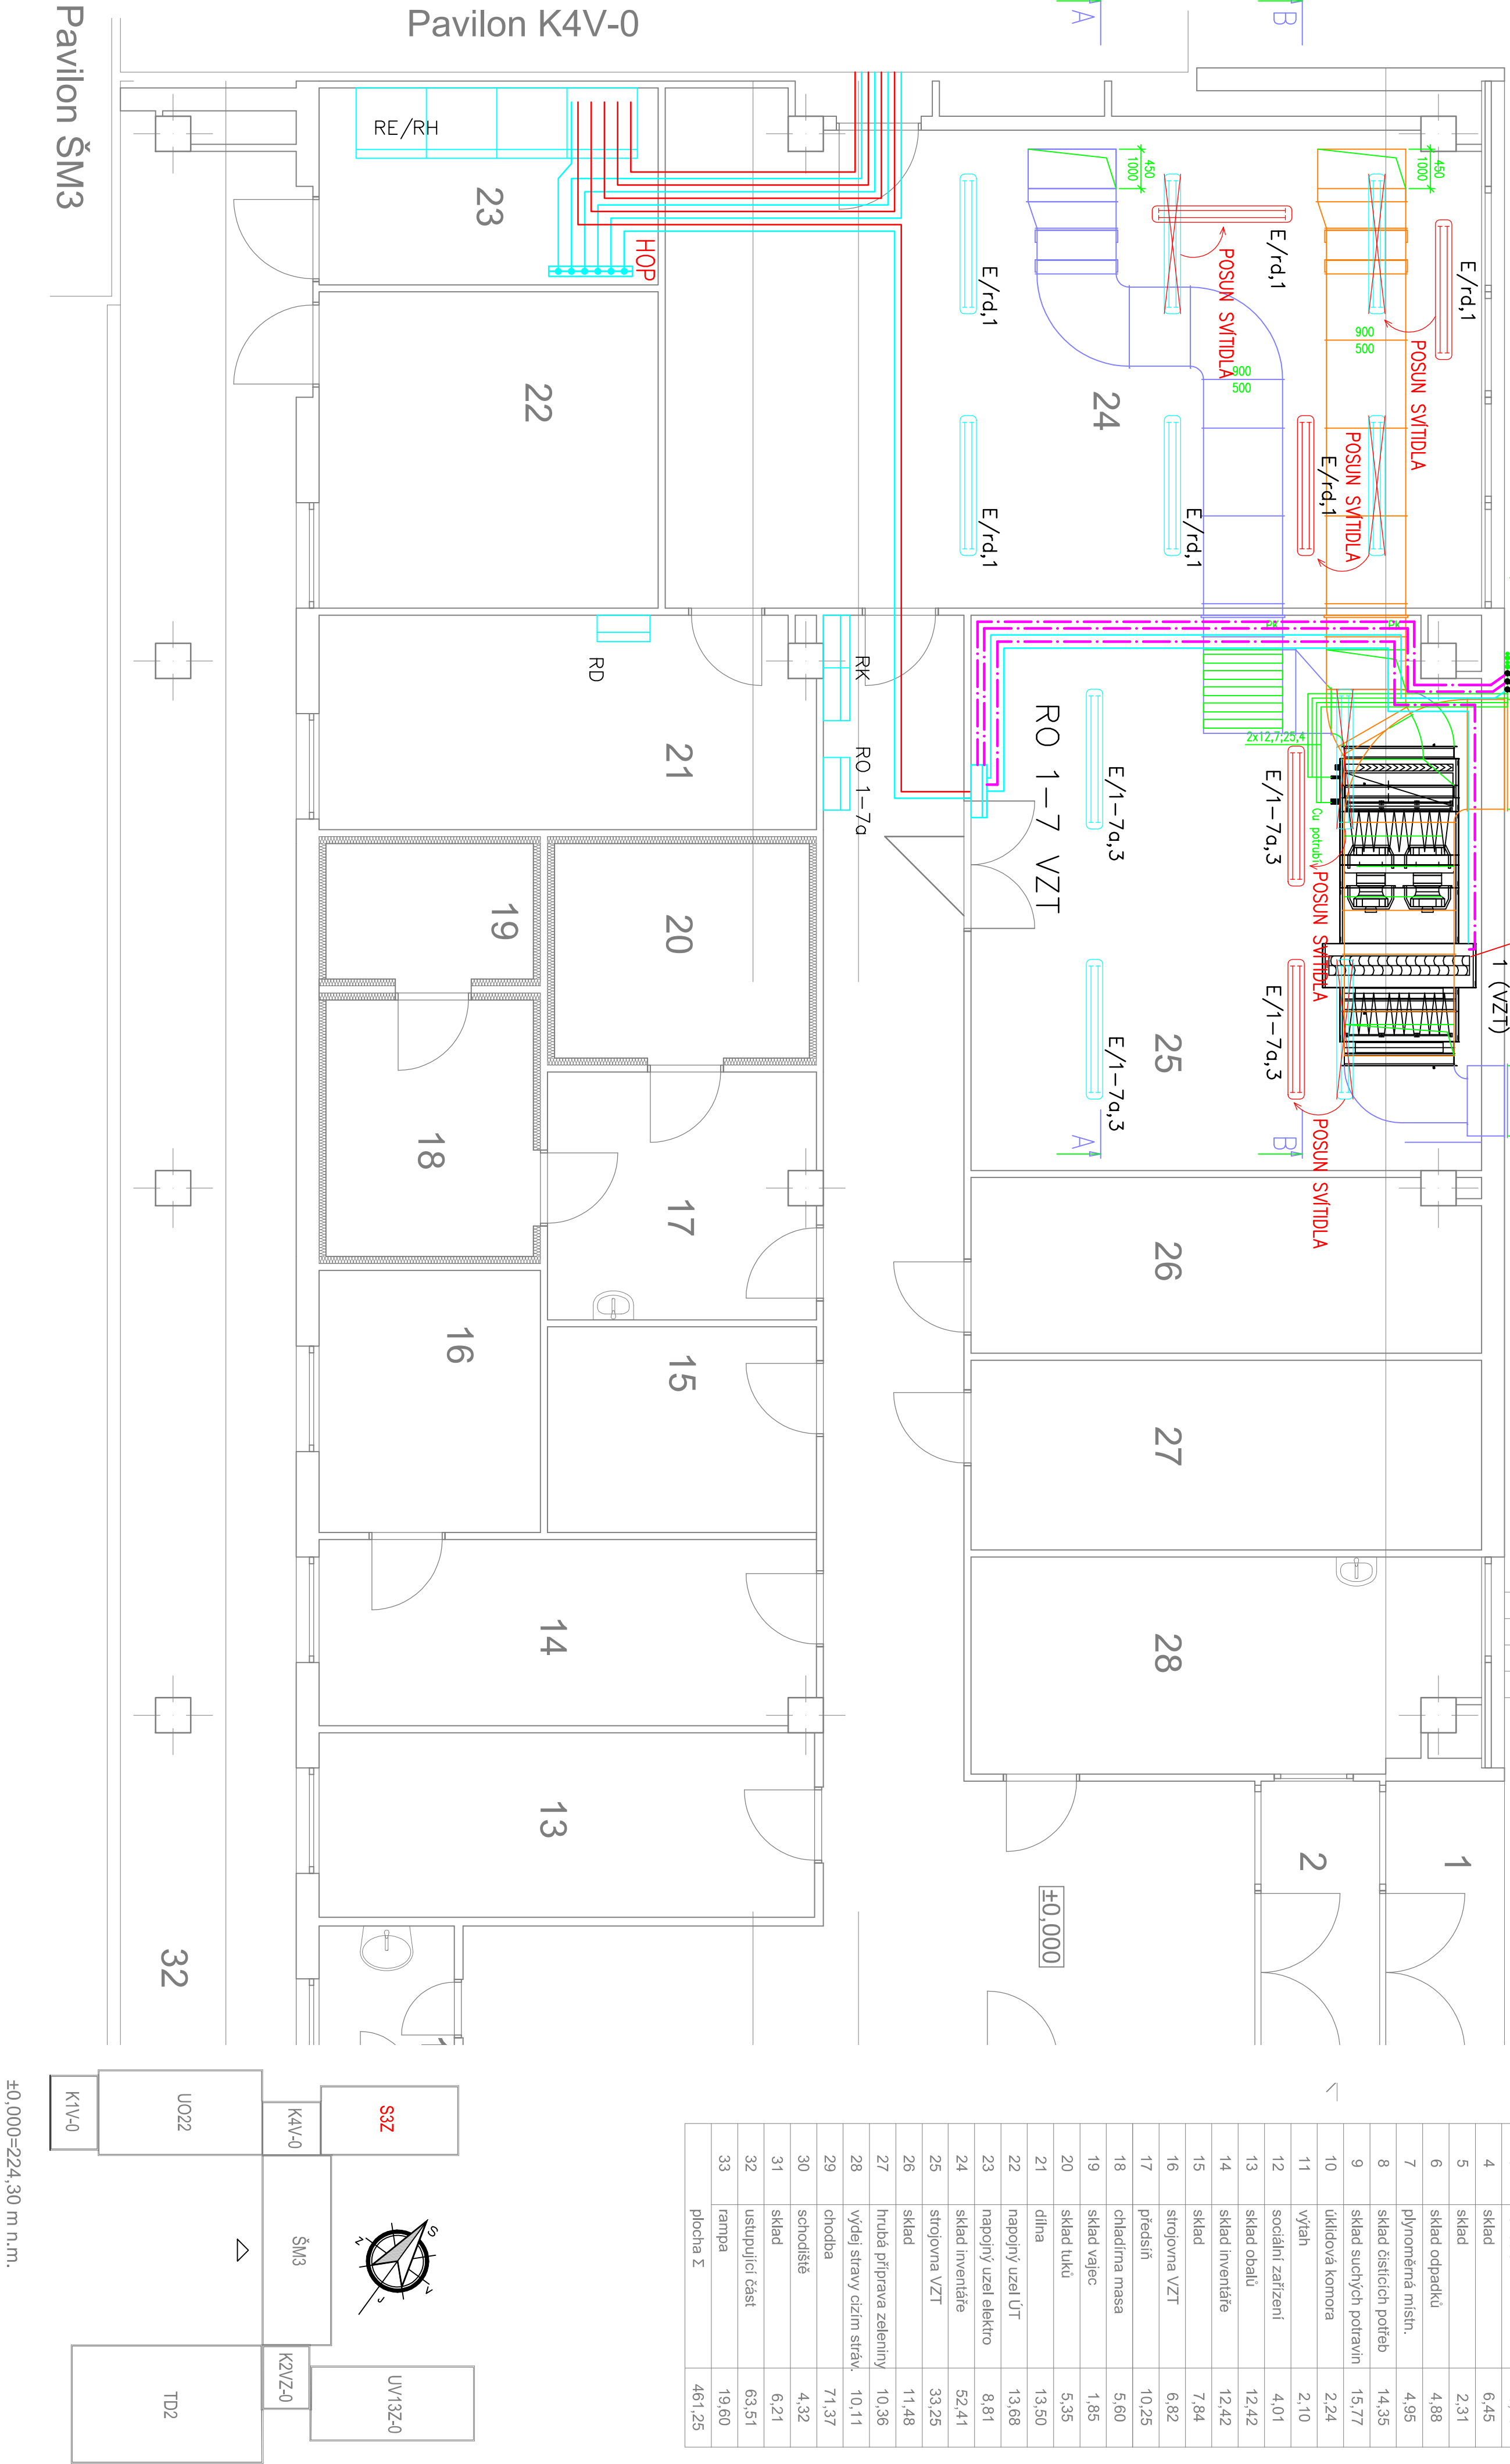 Pavilon K4V-0
Pavilon ŠM3
A
B
450
1000
450
1000
RE/RH
23
HOP
E/rd,1
E/rd,1
E/rd,1
POSUN SVÍTIDLA
POSUN SVÍTIDLA
900
500
900
500
22
24
E/rd,1
E/rd,1
E/rd,1
POSUN SVÍTIDLA
RD
RK
PK
PK
21
RO 1-7a
RO 1-7 VZT
E/1-7a,3
E/1-7a,3
2x12,7;25,4
Cu potrubí
POSUN SVÍTIDLA
1 (VZT)
19
20
25
E/1-7a,3
E/1-7a,3
A
B
POSUN SVÍTIDLA
18
17
26
16
15
27
14
28
13
2
1
±0,000
32
4 sklad 6,45
5 sklad 2,31
6 sklad odpadků 4,88
7 plynoměrná místn. 4,95
8 sklad čistících potřeb 14,35
9 sklad suchých potravin 15,77
10 úklidová komora 2,24
11 výtah 2,10
12 sociální zařízení 4,01
13 sklad obalů 12,42
14 sklad inventáře 12,42
15 sklad 7,84
16 strojovna VZT 6,82
17 předsíň 10,25
18 chladírna masa 5,60
19 sklad vajec 1,85
20 sklad tuků 5,35
21 dílna 13,50
22 napojný uzel ÚT 13,68
23 napojný uzel elektro 8,81
24 sklad inventáře 52,41
25 strojovna VZT 33,25
26 sklad 11,48
27 hrubá příprava zeleniny 10,36
28 výdej stravy cizím stráv. 10,11
29 chodba 71,37
30 schodiště 4,32
31 sklad 6,21
32 ustupující část 63,51
33 rampa 19,60
plocha Σ 461,25
S3Z
K4V-0
UO22
K1V-0
ŠM3
K2VZ-0
UV13Z-0
TD2
S
V
J
Z
±0,000=224,30 m n.m.